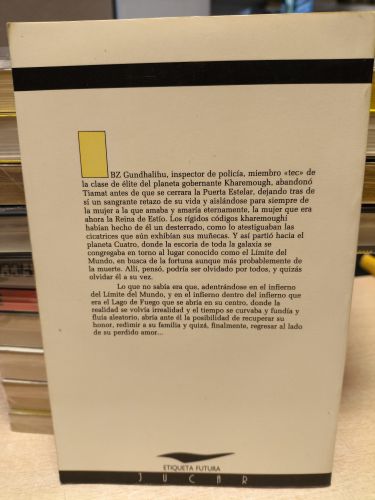 BZ Gundhalihu, inspector de policía, miembro «tec» de
la clase de élite del planeta gobernante Kharemough, abandonó
Tiamat antes de que se cerrara la Puerta Estelar, dejando tras de
sí un sangrante retazo de su vida y aislándose para siempre de
la mujer a la que amaba y amaría eternamente, la mujer que era
ahora la Reina de Estío. Los rígidos códigos kharemoughi
habían hecho de él un desterrado, como lo atestiguaban las
cicatrices que aún exhibían sus muñecas. Y así partió hacia el
planeta Cuatro, donde la escoria de toda la galaxia se
congregaba en torno al lugar conocido como el Límite del
Mundo, en busca de la fortuna aunque más probablemente de
la muerte. Allí, pensó, podría ser olvidado por todos, y quizás
olvidar él a su vez.
Lo que no sabía era que, adentrándose en el infierno
del Límite del Mundo, y en el infierno dentro del infierno que
era el Lago de Fuego que se abría en su centro, donde la
realidad se volvía irrealidad y el tiempo se curvaba y fundía y
fluía aleatorio, abría ante él la posibilidad de recuperar su
honor, redimir a su familia y quizá, finalmente, regresar al lado
de su perdido amor...
ETIQUETA FUTURA
JUCAR